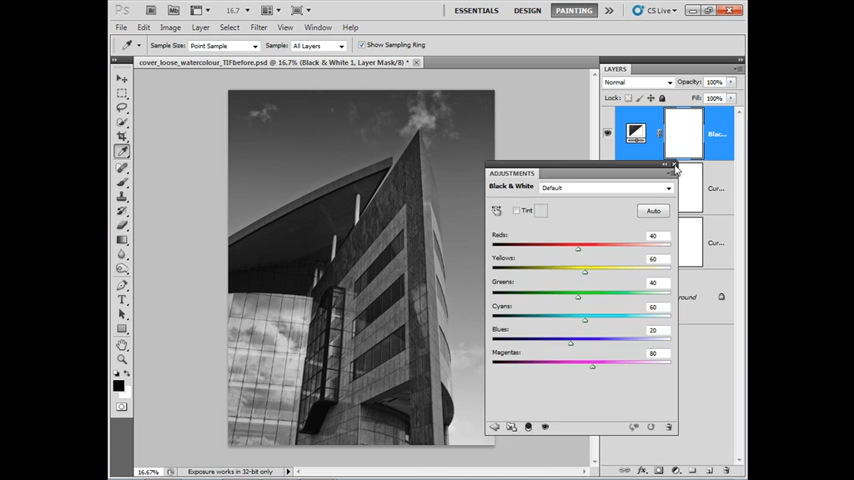 Ps Br Mb 16.7 ESSENTIALS DESIGN PAINTING CS Live
File Edit Image Layer Select Filter View Window Help
Sample Size: Point Sample Sample: All Layers Show Sampling Ring
cover_loose_watercolour_TIFbefore.psd @ 16.7% (Black & White 1, Layer Mask/8) *
LAYERS
Normal Opacity: 100%
Lock: Fill: 100%
Blac...
ADJUSTMENTS
Black & White Default
Cur...
Tint Auto
Reds: 40
Cur...
Yellows: 60
Greens: 40
ound
Cyans: 60
Blues: 20
Magentas: 80
16.67% Exposure works in 32-bit only